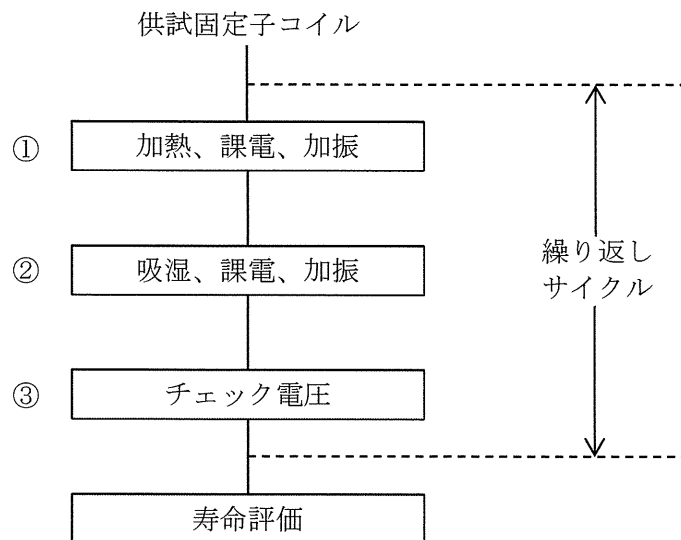 供試固定子コイル
① 加熱、課電、加振
② 吸湿、課電、加振
繰り返し
サイクル
③ チェック電圧
寿命評価